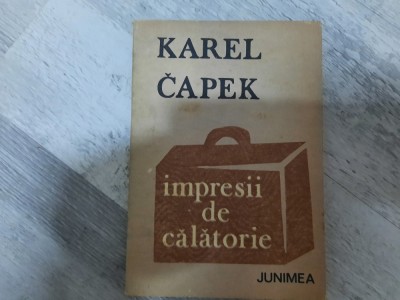 KAREL
ČAPEK
impresii
de
călătorie
JUNIMEA